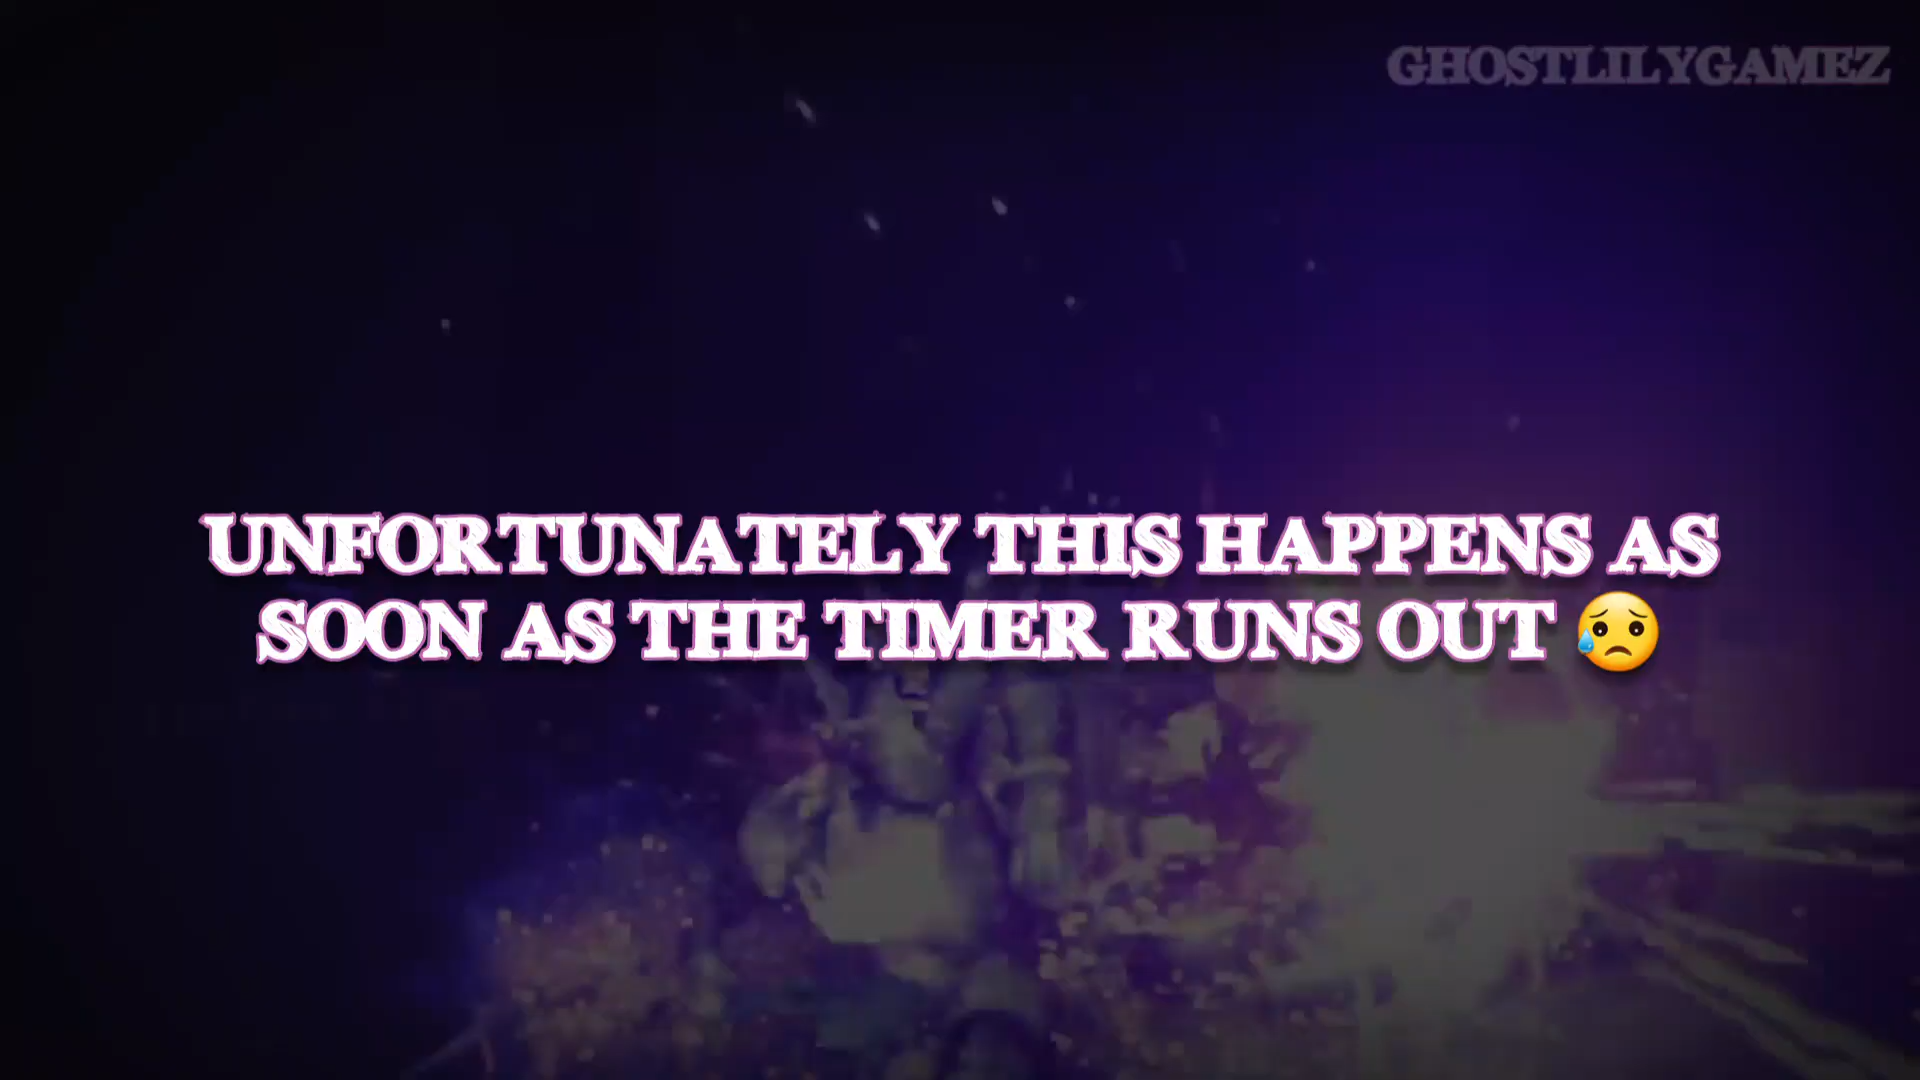 GHOSTLILYGAMEZ
UNFORTUNATELY THIS HAPPENS AS
SOON AS THE TIMER RUNS OUT 😥